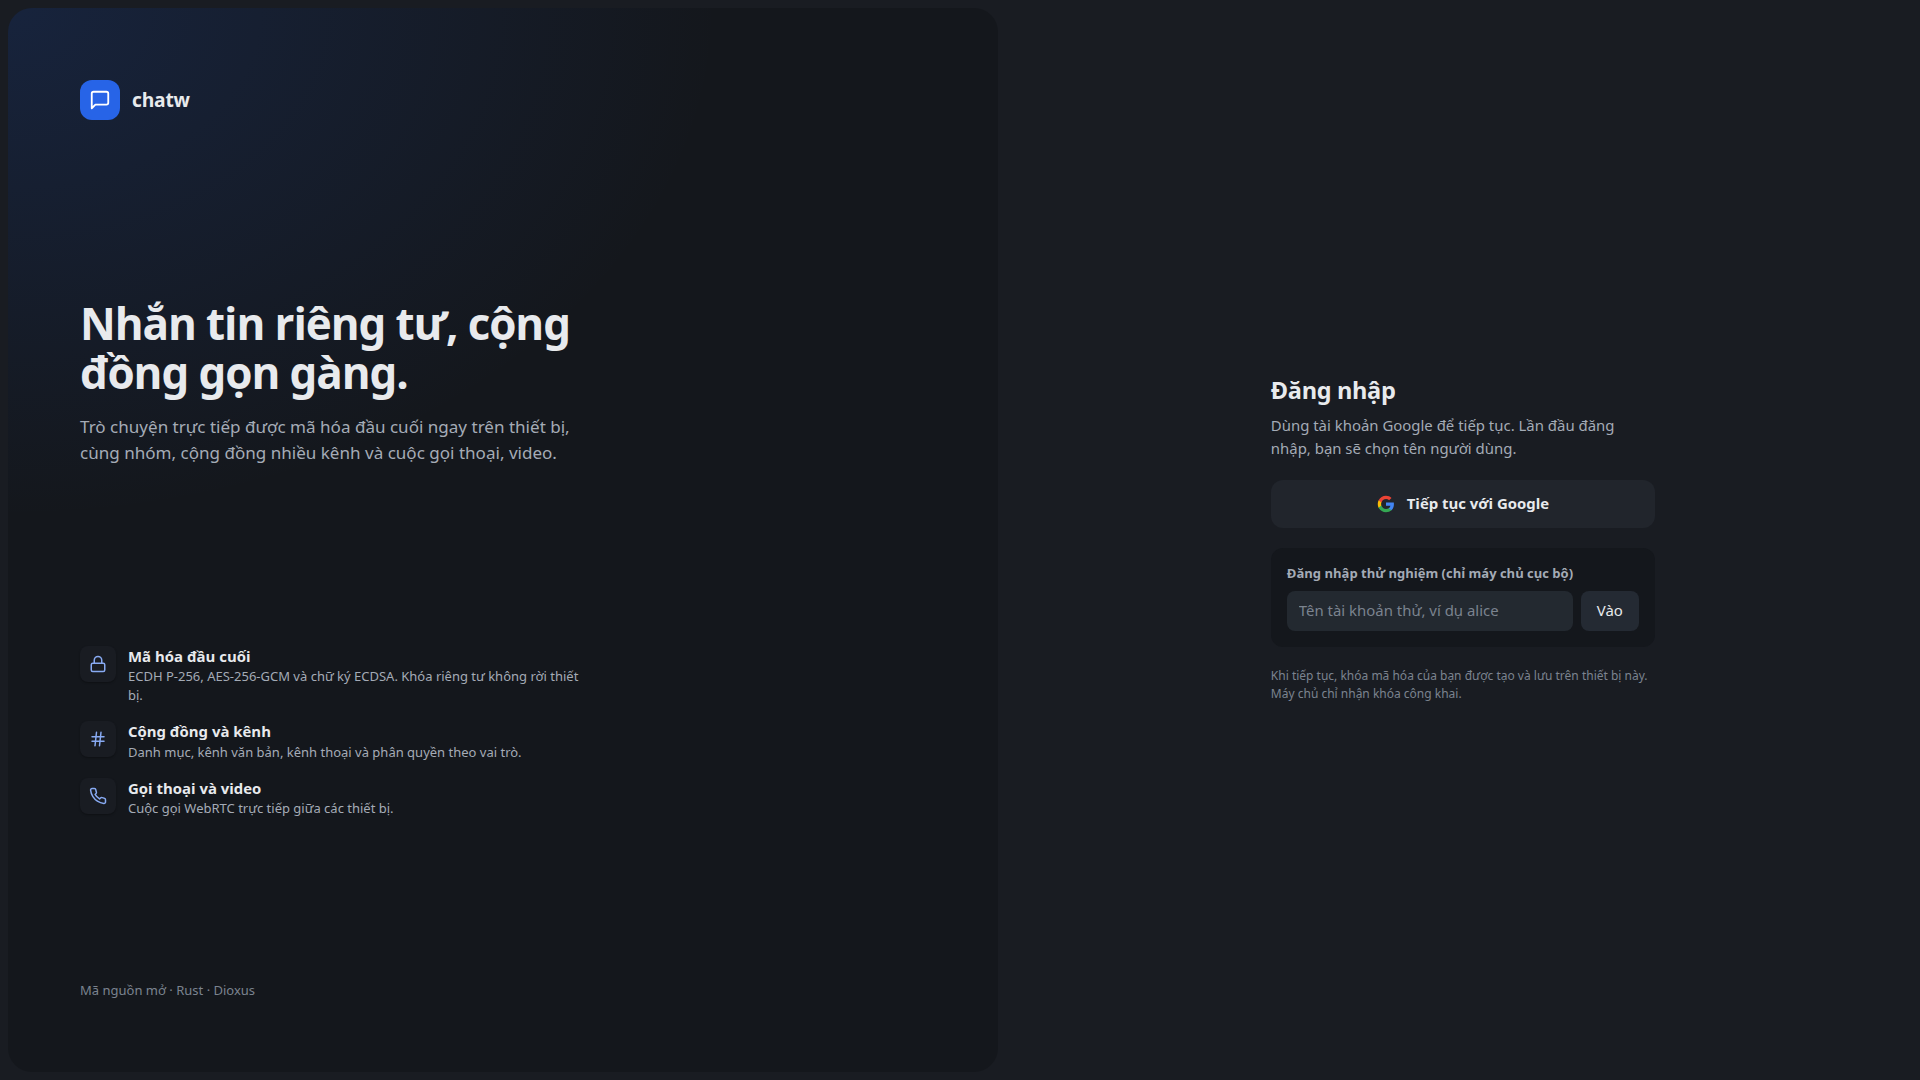 chatw
Nhắn tin riêng tư, cộng
đồng gọn gàng.
Trò chuyện trực tiếp được mã hóa đầu cuối ngay trên thiết bị,
cùng nhóm, cộng đồng nhiều kênh và cuộc gọi thoại, video.
Mã hóa đầu cuối
ECDH P-256, AES-256-GCM và chữ ký ECDSA. Khóa riêng tư không rời thiết
bị.
Cộng đồng và kênh
Danh mục, kênh văn bản, kênh thoại và phân quyền theo vai trò.
Gọi thoại và video
Cuộc gọi WebRTC trực tiếp giữa các thiết bị.
Mã nguồn mở · Rust · Dioxus
Đăng nhập
Dùng tài khoản Google để tiếp tục. Lần đầu đăng
nhập, bạn sẽ chọn tên người dùng.
Tiếp tục với Google
Đăng nhập thử nghiệm (chỉ máy chủ cục bộ)
Tên tài khoản thử, ví dụ alice
Vào
Khi tiếp tục, khóa mã hóa của bạn được tạo và lưu trên thiết bị này.
Máy chủ chỉ nhận khóa công khai.